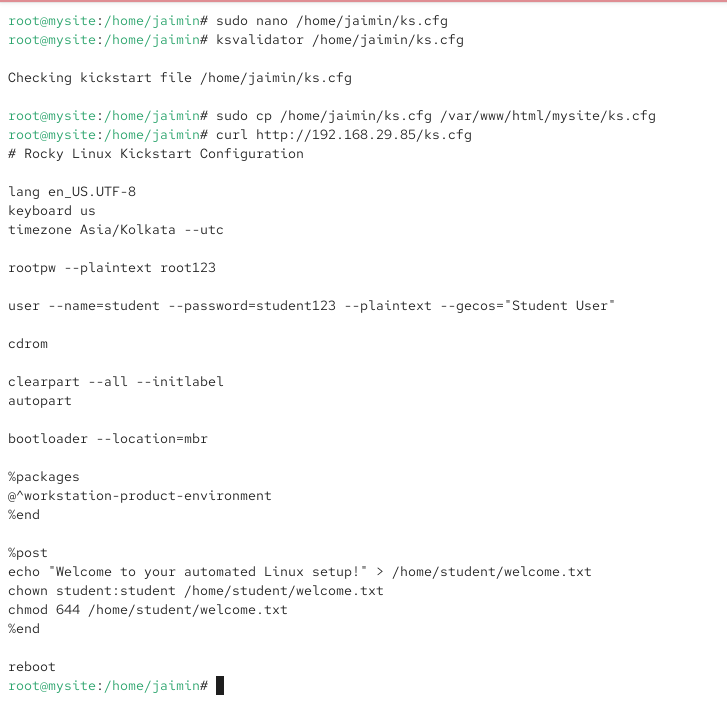 root@mysite:/home/jaimin# sudo nano /home/jaimin/ks.cfg
root@mysite:/home/jaimin# ksvalidator /home/jaimin/ks.cfg
Checking kickstart file /home/jaimin/ks.cfg
root@mysite:/home/jaimin# sudo cp /home/jaimin/ks.cfg /var/www/html/mysite/ks.cfg
root@mysite:/home/jaimin# curl http://192.168.29.85/ks.cfg
# Rocky Linux Kickstart Configuration
lang en_US.UTF-8
keyboard us
timezone Asia/Kolkata --utc
rootpw --plaintext root123
user --name=student --password=student123 --plaintext --gecos="Student User"
cdrom
clearpart --all --initlabel
autopart
bootloader --location=mbr
%packages
@^workstation-product-environment
%end
%post
echo "Welcome to your automated Linux setup!" > /home/student/welcome.txt
chown student:student /home/student/welcome.txt
chmod 644 /home/student/welcome.txt
%end
reboot
root@mysite:/home/jaimin#